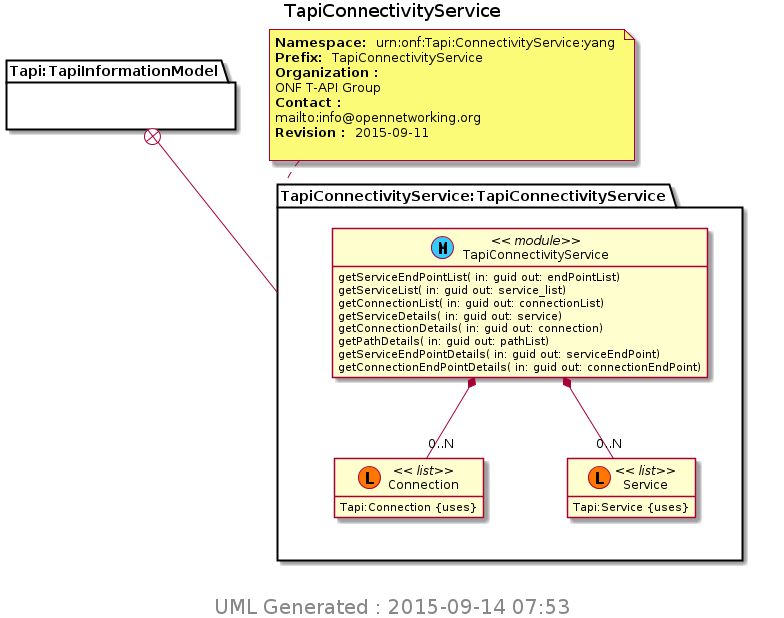 TapiConnectivityService
Namespace: urn:onf:Tapi:ConnectivityService:yang
Prefix: TapiConnectivityService
Organization :
ONF T-API Group
Contact :
mailto:info@opennetworking.org
Revision : 2015-09-11
Tapi:TapiInformationModel
TapiConnectivityService:TapiConnectivityService
M
<< module>>
TapiConnectivityService
getServiceEndPointList( in: guid out: endPointList)
getServiceList( in: guid out: service_list)
getConnectionList( in: guid out: connectionList)
getServiceDetails( in: guid out: service)
getConnectionDetails( in: guid out: connection)
getPathDetails( in: guid out: pathList)
getServiceEndPointDetails( in: guid out: serviceEndPoint)
getConnectionEndPointDetails( in: guid out: connectionEndPoint)
0..N
0..N
L
<< list>>
Connection
Tapi:Connection {uses}
L
<< list>>
Service
Tapi:Service {uses}
UML Generated : 2015-09-14 07:53